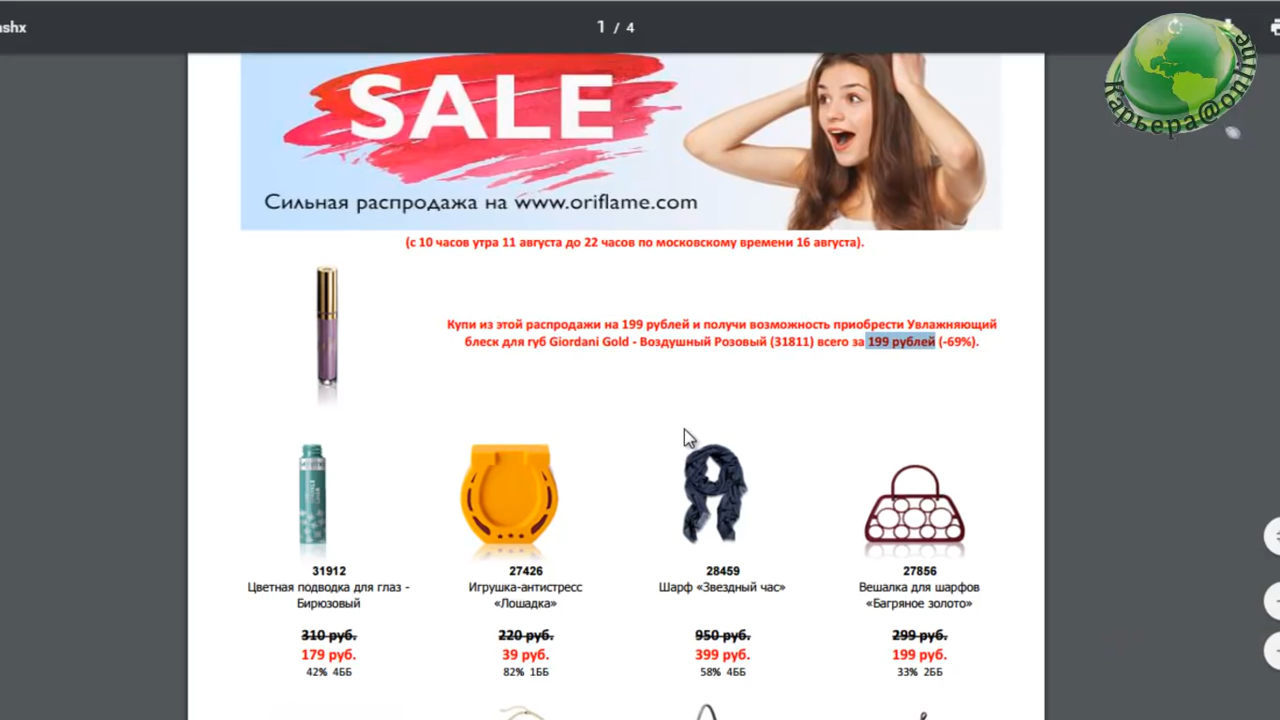 ashx
1 / 4
карьера@online
SALE
Сильная распродажа на www.oriflame.com
(с 10 часов утра 11 августа до 22 часов по московскому времени 16 августа).
Купи из этой распродажи на 199 рублей и получи возможность приобрести Увлажняющий
блеск для губ Giordani Gold - Воздушный Розовый (31811) всего за 199 рублей (-69%).
31912
Цветная подводка для глаз -
Бирюзовый
310 руб.
179 руб.
42% 4ББ
27426
Игрушка-антистресс
«Лошадка»
220 руб.
39 руб.
82% 1ББ
28459
Шарф «Звездный час»
950 руб.
399 руб.
58% 4ББ
27856
Вешалка для шарфов
«Багряное золото»
299 руб.
199 руб.
33% 2ББ